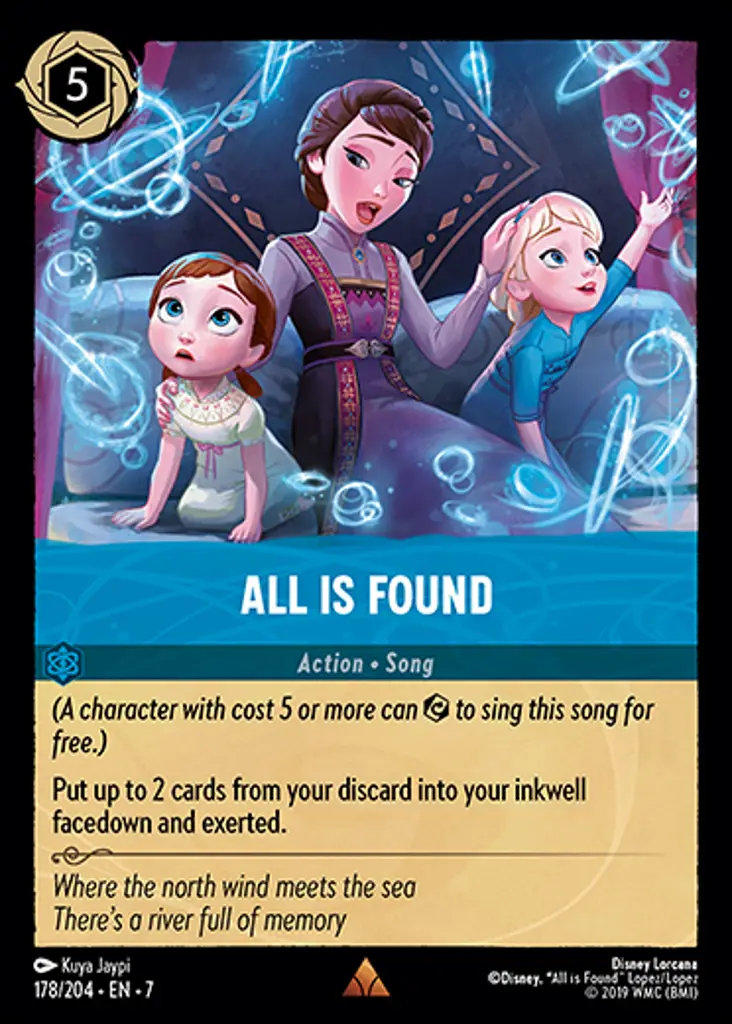 5
ALL IS FOUND
Action • Song
(A character with cost 5 or more can to sing this song for
free.)
Put up to 2 cards from your discard into your inkwell
facedown and exerted.
Where the north wind meets the sea
There's a river full of memory
Kuya Jaypi
178/204 • EN • 7
Disney Lorcana
©Disney, "All is Found" Lopez/Lopez
© 2019 WMC (BMI)